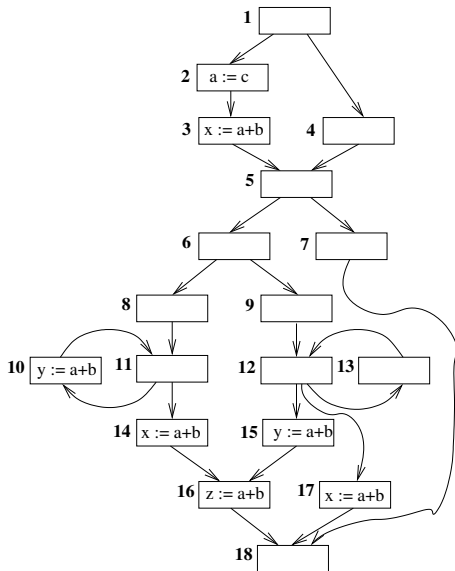 1
2 a := c
3 x := a+b 4
5
6 7
8 9
10 y := a+b 11 12 13
14 x := a+b 15 y := a+b
16 z := a+b 17 x := a+b
18